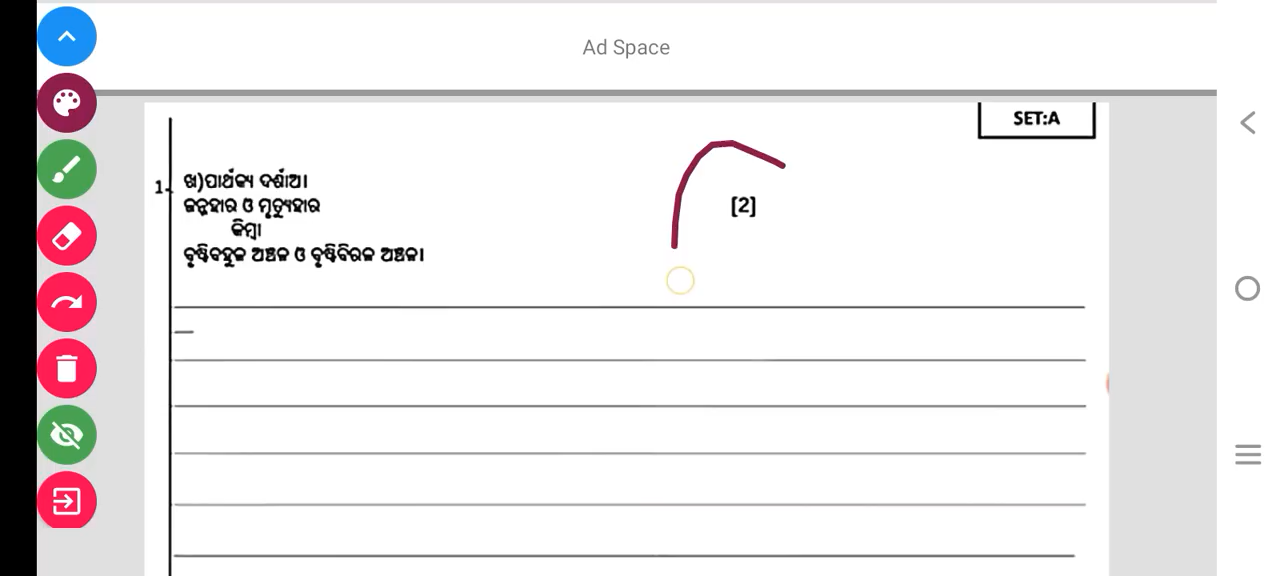 Ad Space
SET:A
1. ଖ)ପାର୍ଥକ୍ୟ ଦର୍ଶାଅ।
ଜନ୍ମହାର ଓ ମୃତ୍ୟୁହାର
[2]
କିମ୍ବା
ବୃଷ୍ଟିବହୁଳ ଅଞ୍ଚଳ ଓ ବୃଷ୍ଟିବିରଳ ଅଞ୍ଚଳ।